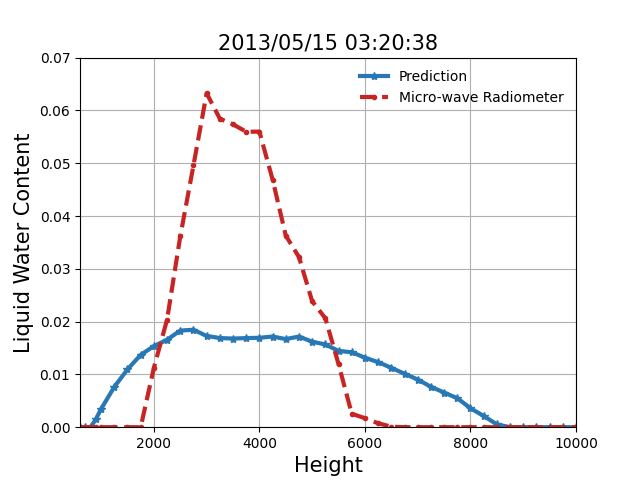 2013/05/15 03:20:38
Prediction
Micro-wave Radiometer
Liquid Water Content
0.07
0.06
0.05
0.04
0.03
0.02
0.01
0.00
2000 4000 6000 8000 10000
Height